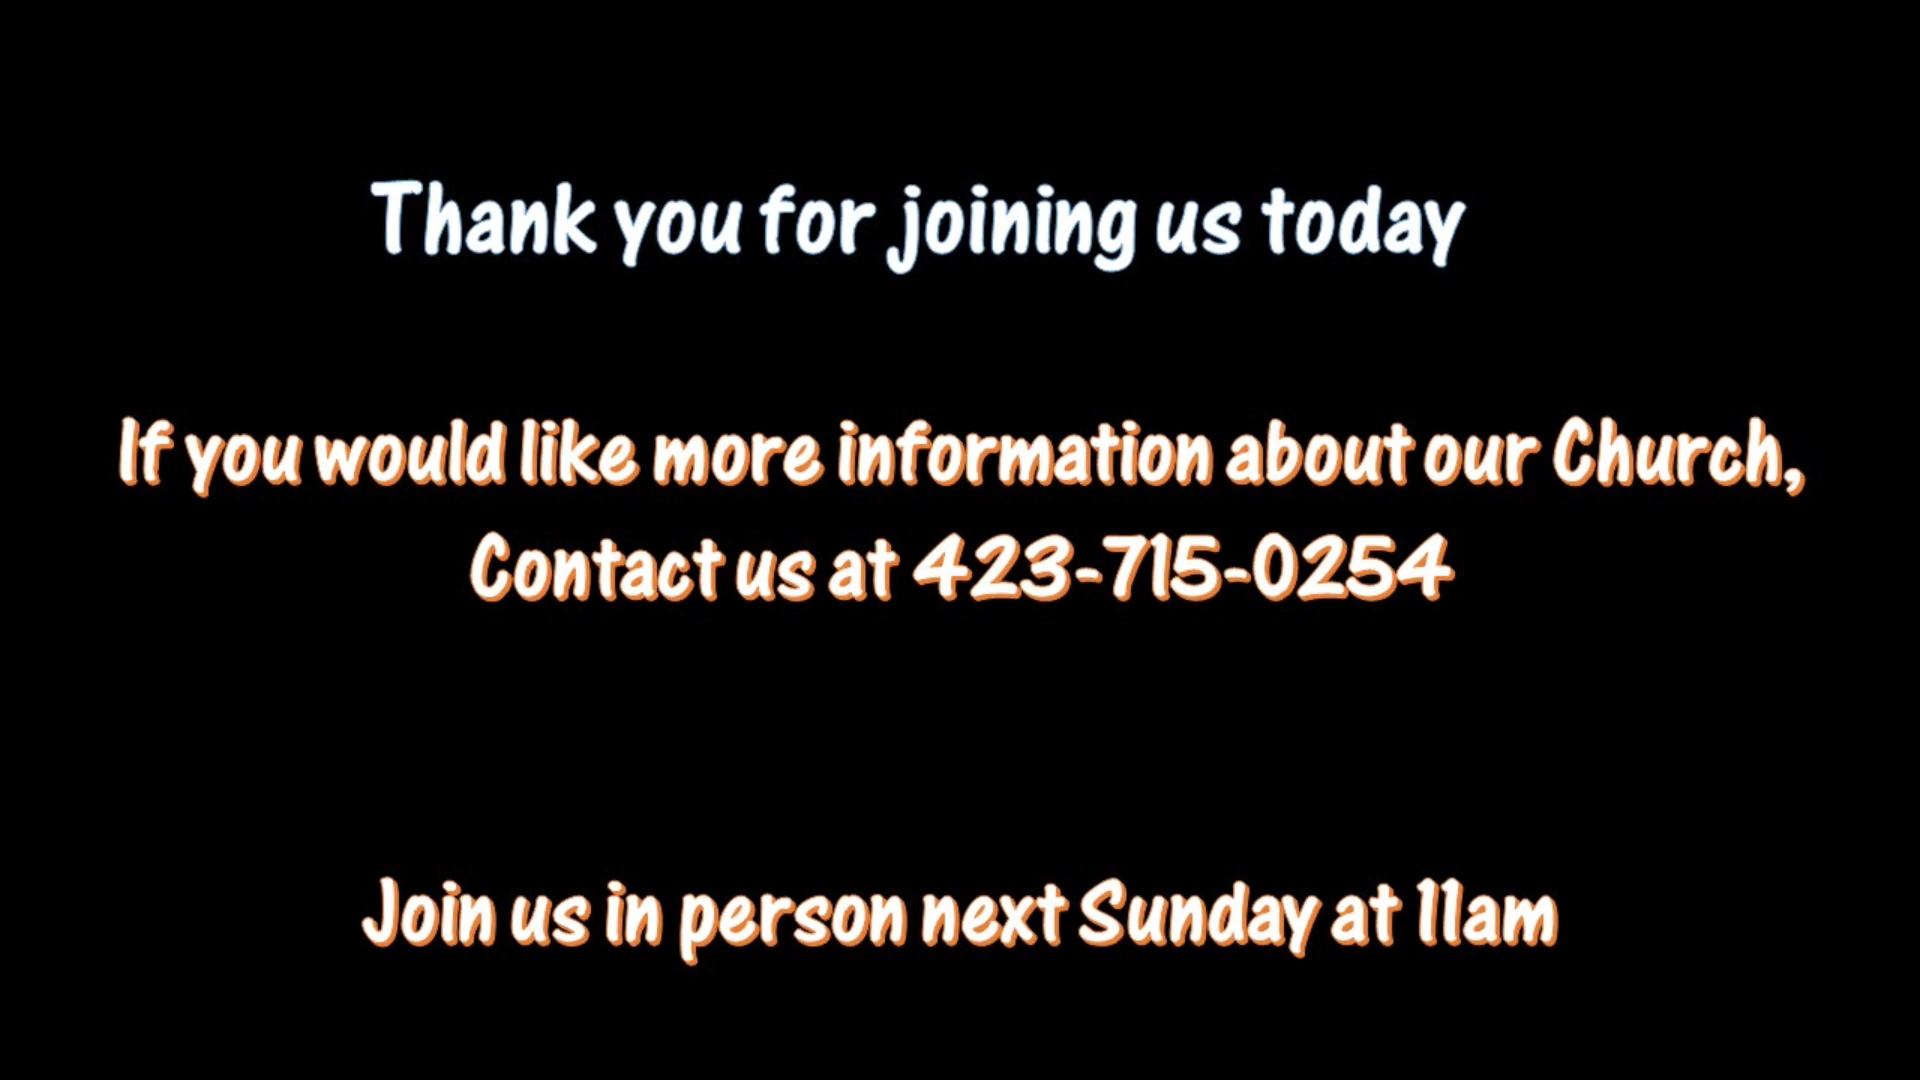 Thank you for joining us today
If you would like more information about our Church,
Contact us at 423-715-0254
Join us in person next Sunday at 11am